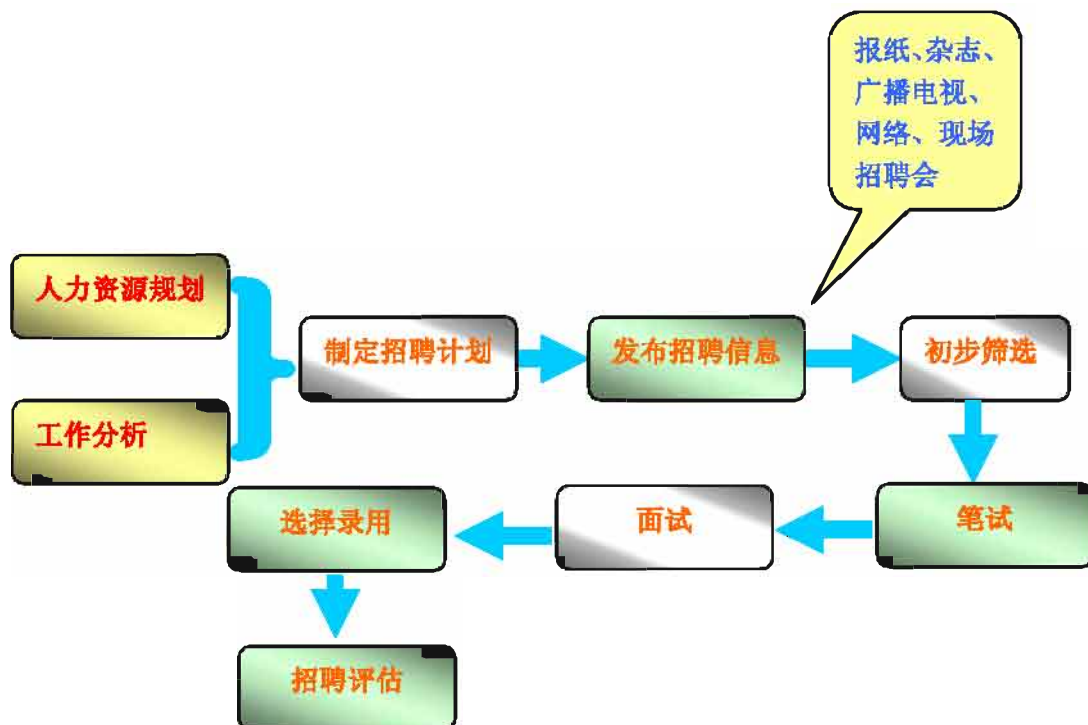 报纸、杂志、
广播电视、
网络、现场
招聘会
人力资源规划
工作分析
制定招聘计划
发布招聘信息
初步筛选
笔试
面试
选择录用
招聘评估